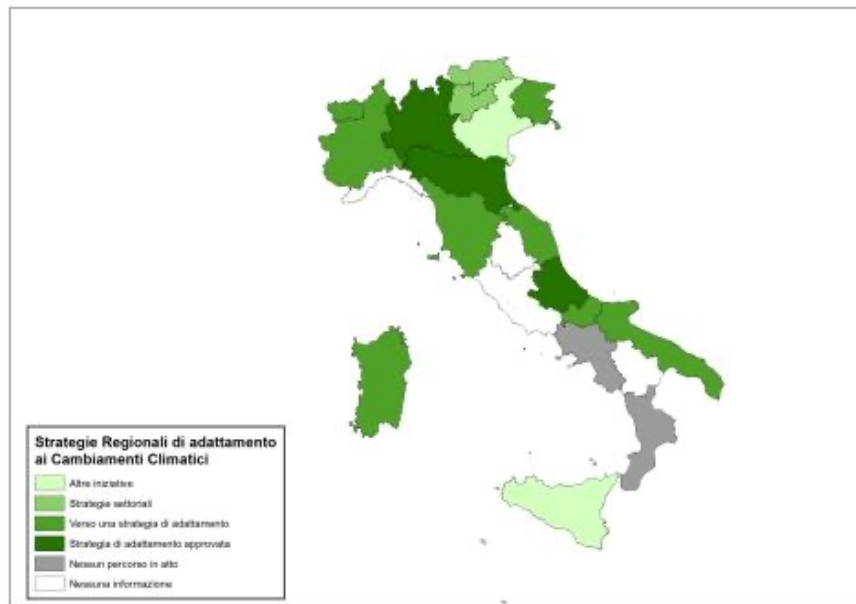 Strategie Regionali di adattamento
ai Cambiamenti Climatici
Altre iniziative
Strategie settoriali
Verso una strategia di adattamento
Strategia di adattamento approvata
Nessun percorso in atto
Nessuna informazione